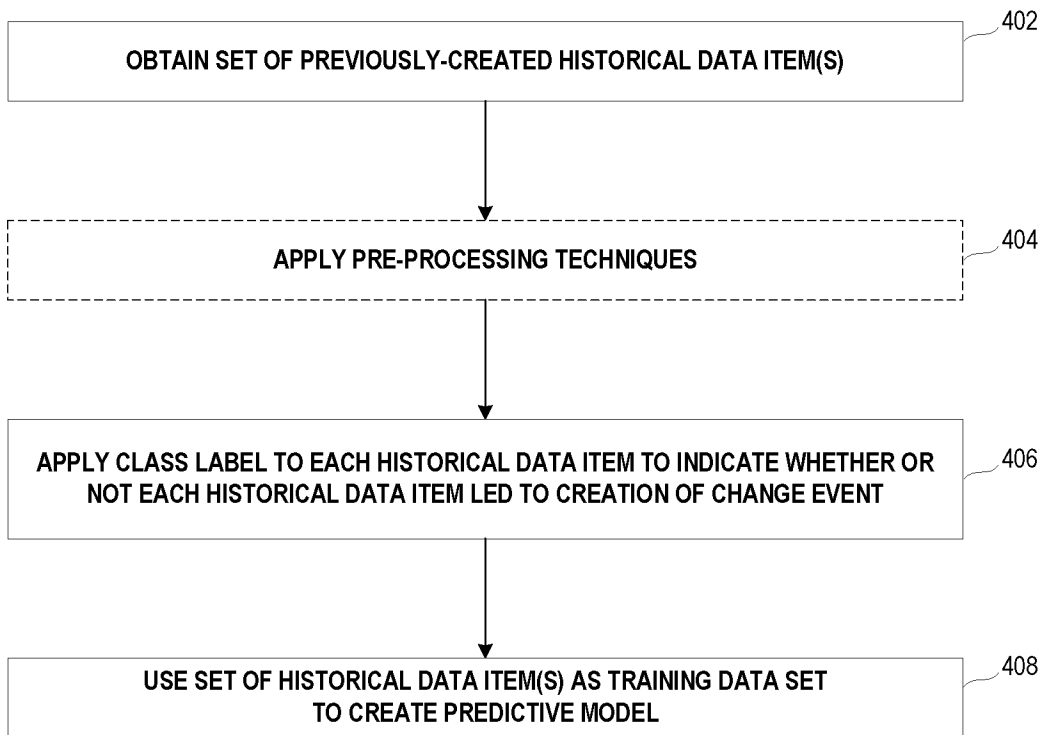 402
OBTAIN SET OF PREVIOUSLY-CREATED HISTORICAL DATA ITEM(S)
404
APPLY PRE-PROCESSING TECHNIQUES
406
APPLY CLASS LABEL TO EACH HISTORICAL DATA ITEM TO INDICATE WHETHER OR
NOT EACH HISTORICAL DATA ITEM LED TO CREATION OF CHANGE EVENT
408
USE SET OF HISTORICAL DATA ITEM(S) AS TRAINING DATA SET
TO CREATE PREDICTIVE MODEL